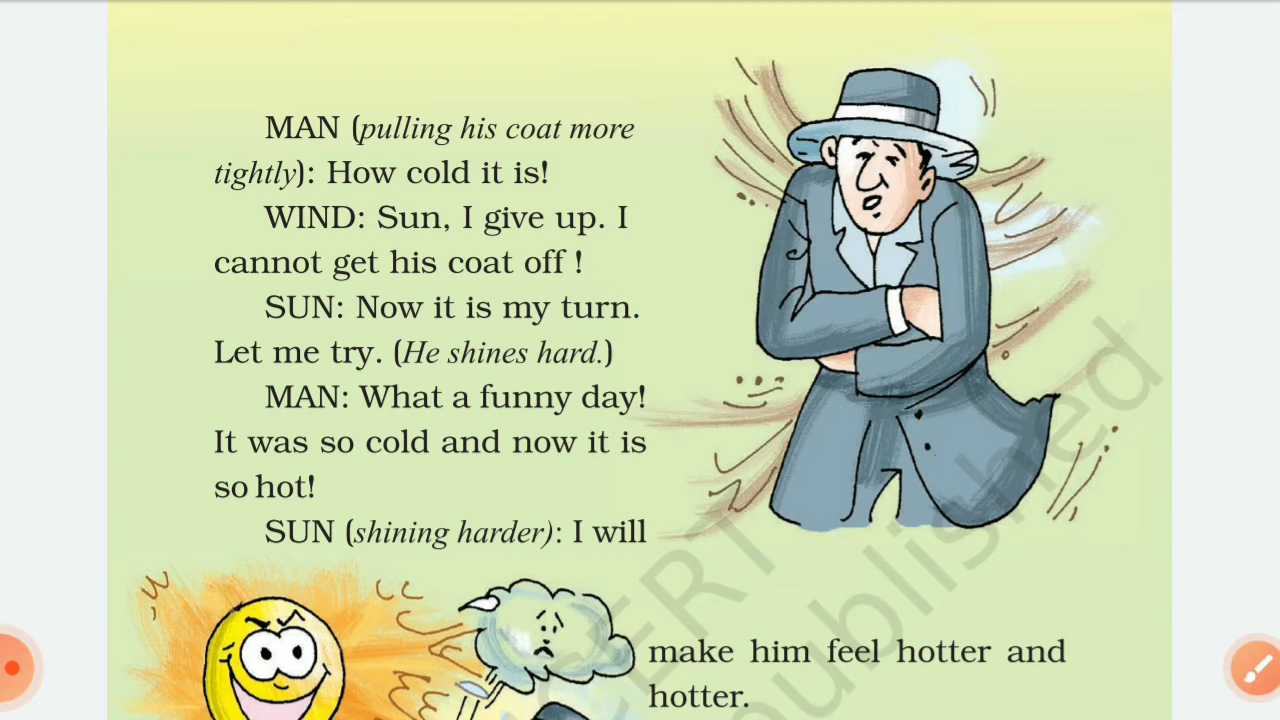 MAN (pulling his coat more
tightly): How cold it is!
WIND: Sun, I give up. I
cannot get his coat off !
SUN: Now it is my turn.
Let me try. (He shines hard.)
MAN: What a funny day!
It was so cold and now it is
so hot!
SUN (shining harder): I will
make him feel hotter and
hotter.
published